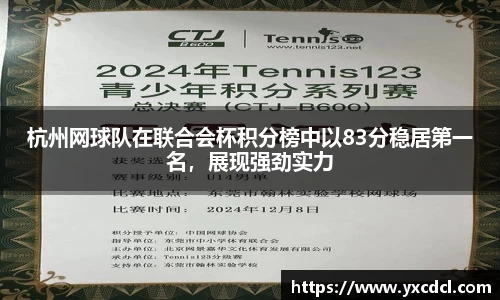 CTJ Tennis123
B600 www.tennis123.net
2024年Tennis123
青少年积分系列赛
总决赛（CTJ-B600）
杭州网球队在联合会杯积分榜中以83分稳居第一
名，展现强劲实力
获奖选
赛事级别：U14男单
比赛地点：东莞市翰林实验学校网球场
比赛时间：2024年12月8日
积分授予单位：中国网球协会
指导单位：东莞市中小学体育联合会
主办单位：北京网景嘉华文化体育发展有限公司
承办单位：Tennis123分级赛
支持单位：东莞市翰林实验学校
https://www.yxcdcl.com